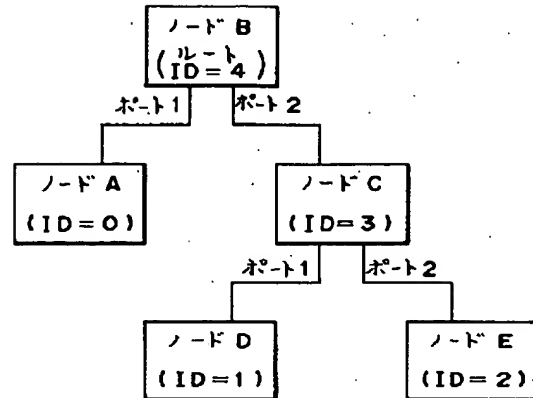 ノード B
(ルート
ID = 4)
ポート 1
ポート 2
ノード A
(ID=0)
ノード C
(ID=3)
ポート 1
ポート 2
ノード D
(ID=1)
ノード E
(ID=2)